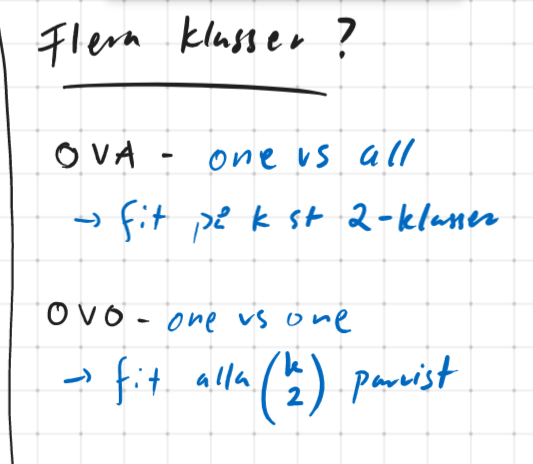 Flera klasser?
OVA - one vs all
→ fit på k st 2-klasser
OVO - one vs one
→ fit alla (k 2) parvist